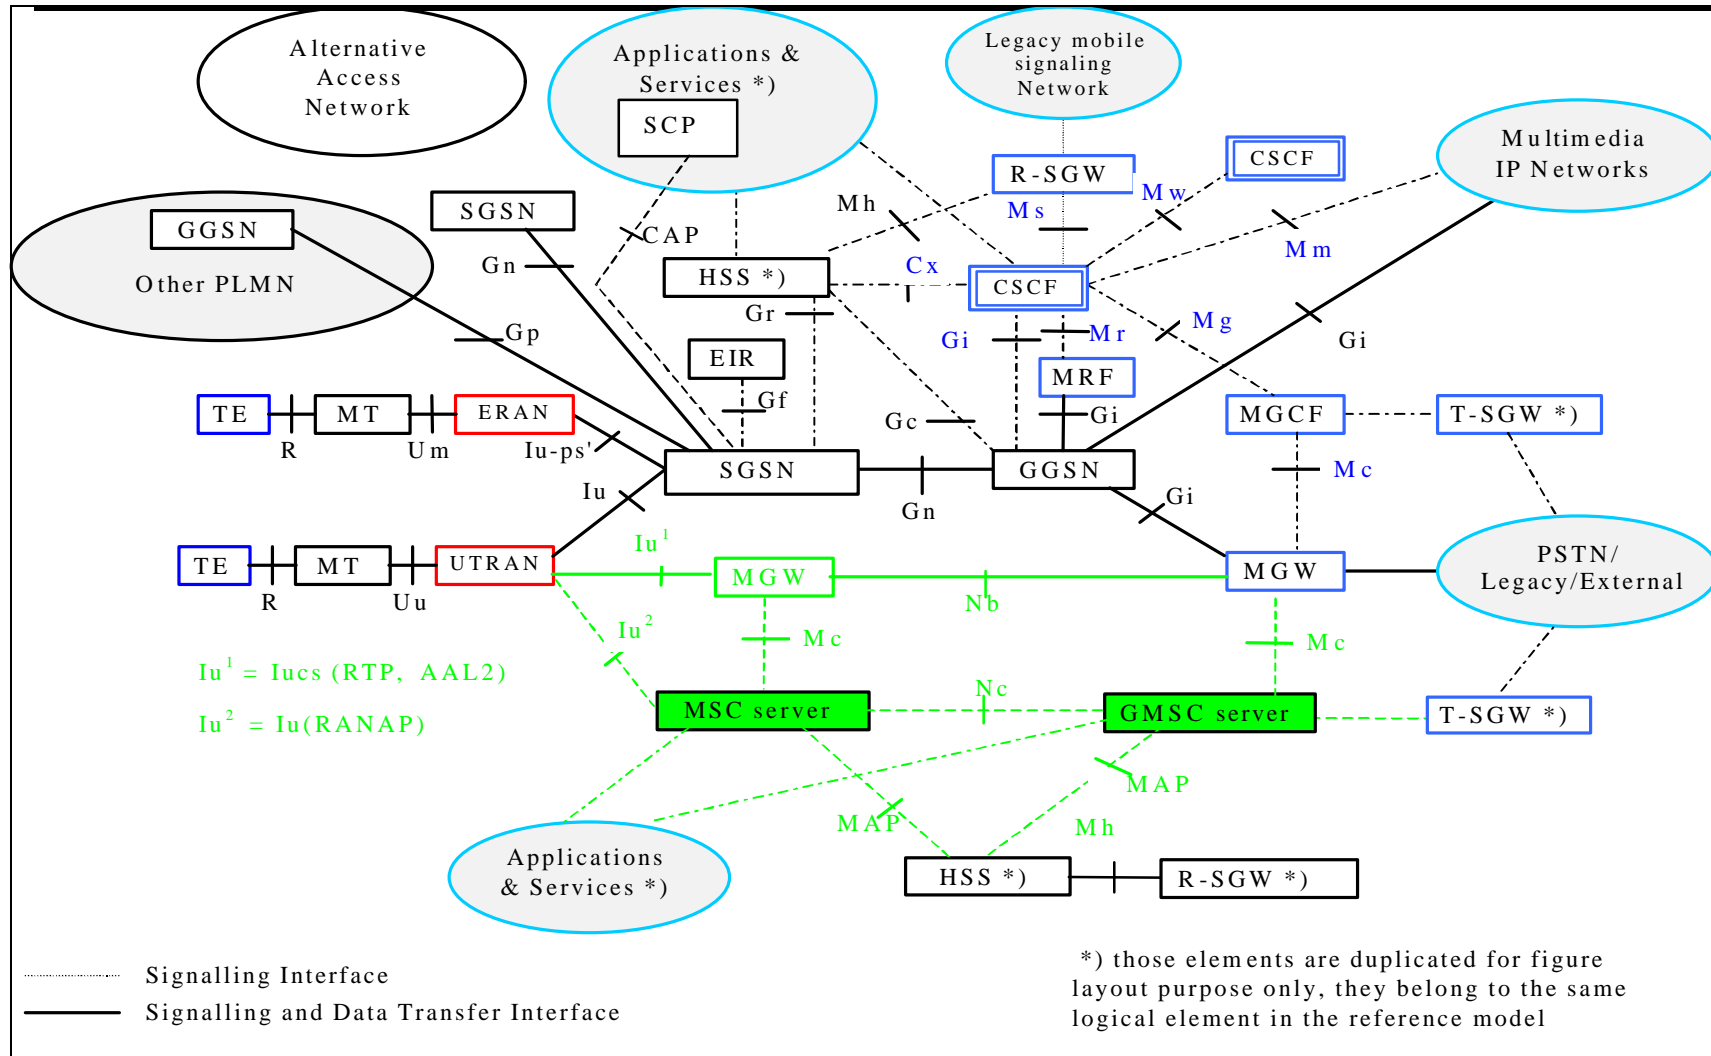 Alternative
Access
Network
Applications &
Services *)
SCP
Legacy mobile
signaling
Network
Multimedia
IP Networks
CSCF
R-SGW
Mh
Ms
Mw
Mm
SGSN
GGSN
Other PLMN
Gn
CAP
HSS *)
Cx
CSCF
Gp
Gr
Gi
Mr
Mg
Gi
EIR
MRF
Gf
Gc
Gi
TE
MT
ERAN
MGCF
T-SGW *)
R
Um
Iu-ps'
SGSN
GGSN
Mc
Iu
Gn
Gi
TE
MT
UTRAN
Iu1
MGW
MGW
PSTN/
Legacy/External
R
Uu
Nb
Iu2
Mc
Mc
Iu1 = Iucs (RTP, AAL2)
Iu2 = Iu(RANAP)
MSC server
Nc
GMSC server
T-SGW *)
MAP
MAP
Mh
Applications
& Services *)
HSS *)
R-SGW *)
Signalling Interface
Signalling and Data Transfer Interface
*) those elements are duplicated for figure
layout purpose only, they belong to the same
logical element in the reference model